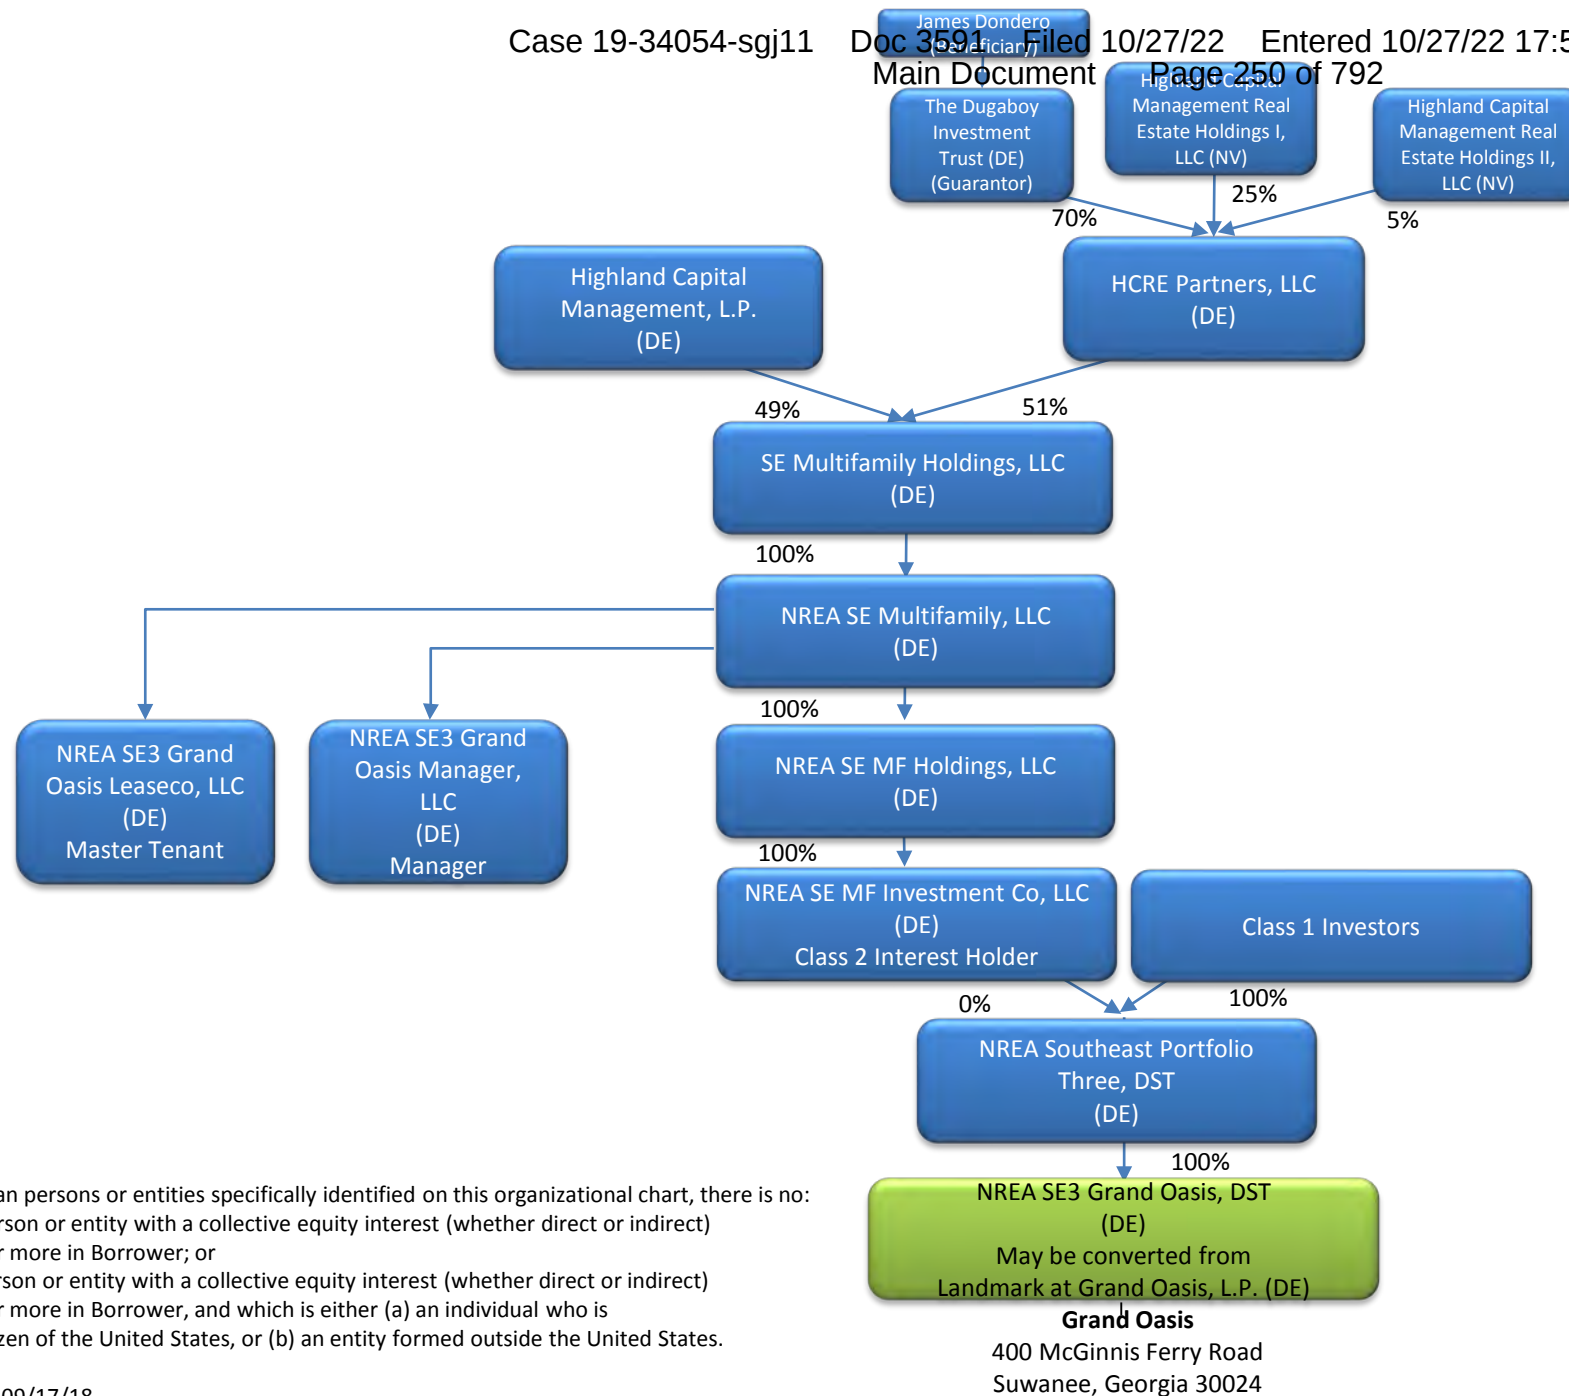 Case 19-34054-sgj11 Doc 3591 Filed 10/27/22 Entered 10/27/22 17:5
Main Document Page 250 of 792
James Dondero
(Beneficiary)
The Dugaboy
Investment
Trust (DE)
(Guarantor)
Highland Capital
Management Real
Estate Holdings I,
LLC (NV)
Highland Capital
Management Real
Estate Holdings II,
LLC (NV)
70%
25%
5%
Highland Capital
Management, L.P.
(DE)
HCRE Partners, LLC
(DE)
49%
51%
SE Multifamily Holdings, LLC
(DE)
100%
NREA SE Multifamily, LLC
(DE)
100%
NREA SE3 Grand
Oasis Leaseco, LLC
(DE)
Master Tenant
NREA SE3 Grand
Oasis Manager,
LLC
(DE)
Manager
NREA SE MF Holdings, LLC
(DE)
100%
NREA SE MF Investment Co, LLC
(DE)
Class 2 Interest Holder
Class 1 Investors
0%
100%
NREA Southeast Portfolio
Three, DST
(DE)
100%
NREA SE3 Grand Oasis, DST
(DE)
May be converted from
Landmark at Grand Oasis, L.P. (DE)
Grand Oasis
400 McGinnis Ferry Road
Suwanee, Georgia 30024
an persons or entities specifically identified on this organizational chart, there is no:
erson or entity with a collective equity interest (whether direct or indirect)
r more in Borrower; or
rson or entity with a collective equity interest (whether direct or indirect)
r more in Borrower, and which is either (a) an individual who is
zen of the United States, or (b) an entity formed outside the United States.
09/17/18